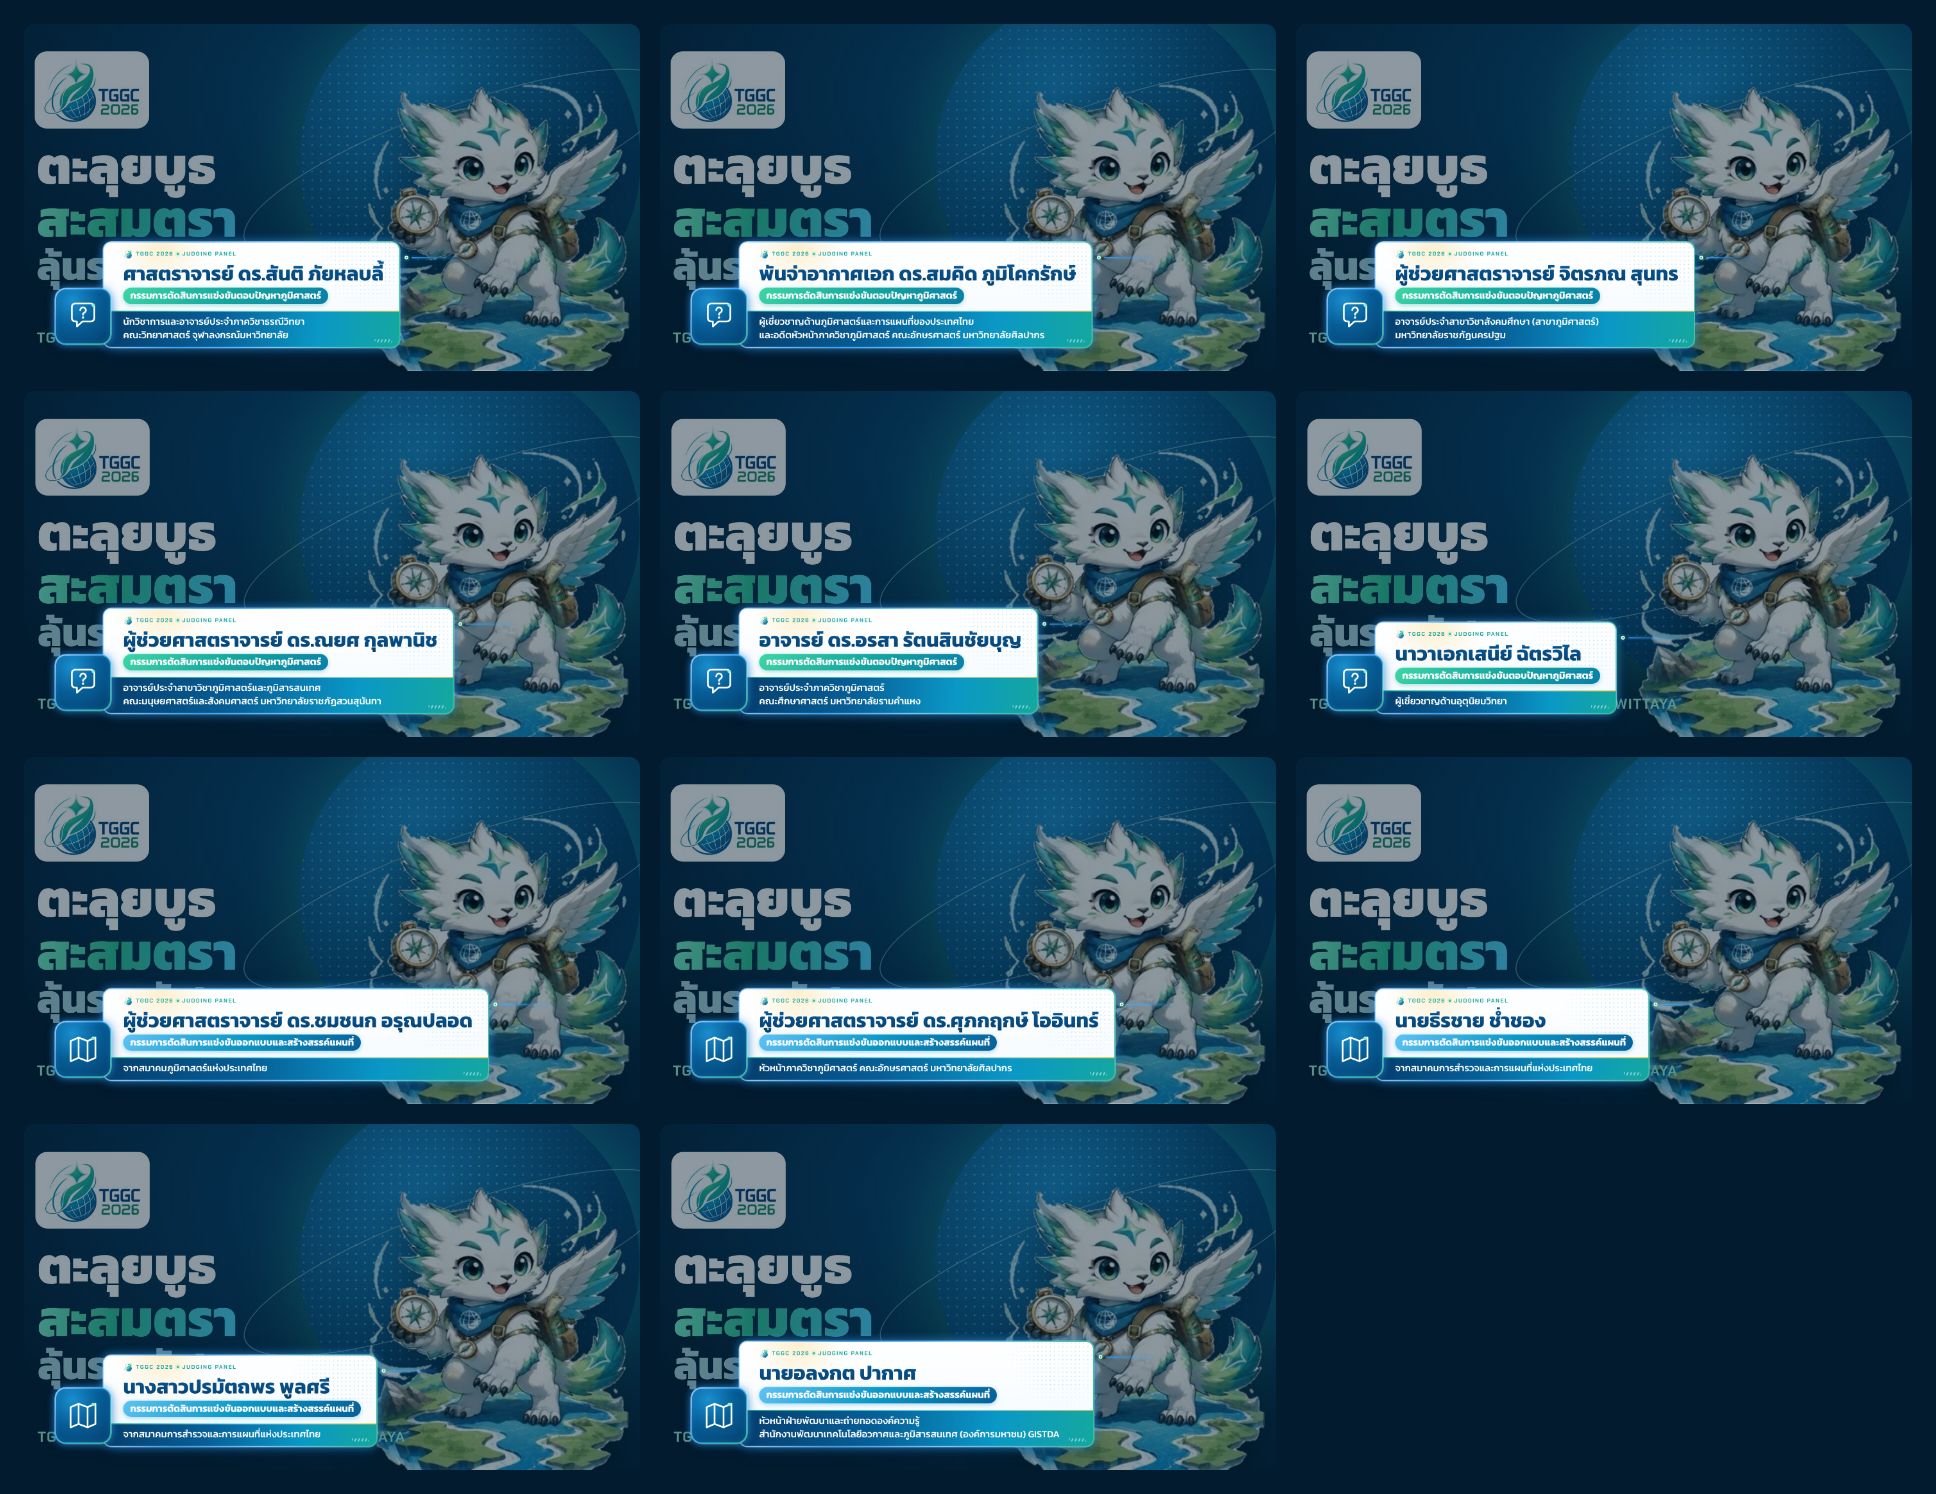 TGGC
2026
ตะลุยบูธ
สะสมตรา
ลุ้นร
TGGC 2026 ✦ JUDGING PANEL
ศาสตราจารย์ ดร.สันติ ภัยหลบลี้
กรรมการตัดสินการแข่งขันตอบปัญหาภูมิศาสตร์
นักวิชาการและอาจารย์ประจำภาควิชาธรณีวิทยา
คณะวิทยาศาสตร์ จุฬาลงกรณ์มหาวิทยาลัย
TG
TGGC
2026
ตะลุยบูธ
สะสมตรา
ลุ้นร
TGGC 2026 ✦ JUDGING PANEL
พันจ่าอากาศเอก ดร.สมคิด ภูมิโคกรักษ์
กรรมการตัดสินการแข่งขันตอบปัญหาภูมิศาสตร์
ผู้เชี่ยวชาญด้านภูมิศาสตร์และการแผนที่ของประเทศไทย
และอดีตหัวหน้าภาควิชาภูมิศาสตร์ คณะอักษรศาสตร์ มหาวิทยาลัยศิลปากร
TG
TGGC
2026
ตะลุยบูธ
สะสมตรา
ลุ้นร
TGGC 2026 ✦ JUDGING PANEL
ผู้ช่วยศาสตราจารย์ จิตรภณ สุนทร
กรรมการตัดสินการแข่งขันตอบปัญหาภูมิศาสตร์
อาจารย์ประจำสาขาวิชาสังคมศึกษา (สาขาภูมิศาสตร์)
มหาวิทยาลัยราชภัฏนครปฐม
TG
TGGC
2026
ตะลุยบูธ
สะสมตรา
ลุ้นร
TGGC 2026 ✦ JUDGING PANEL
ผู้ช่วยศาสตราจารย์ ดร.ณยศ กุลพานิช
กรรมการตัดสินการแข่งขันตอบปัญหาภูมิศาสตร์
อาจารย์ประจำสาขาวิชาภูมิศาสตร์และภูมิสารสนเทศ
คณะมนุษยศาสตร์และสังคมศาสตร์ มหาวิทยาลัยราชภัฏสวนสุนันทา
TG
TGGC
2026
ตะลุยบูธ
สะสมตรา
ลุ้นร
TGGC 2026 ✦ JUDGING PANEL
อาจารย์ ดร.อรสา รัตนสินชัยบุญ
กรรมการตัดสินการแข่งขันตอบปัญหาภูมิศาสตร์
อาจารย์ประจำภาควิชาภูมิศาสตร์
คณะศึกษาศาสตร์ มหาวิทยาลัยรามคำแหง
TG
TGGC
2026
ตะลุยบูธ
สะสมตรา
ลุ้นร
TGGC 2026 ✦ JUDGING PANEL
นาวาเอกเสนีย์ ฉัตรวิไล
กรรมการตัดสินการแข่งขันตอบปัญหาภูมิศาสตร์
ผู้เชี่ยวชาญด้านอุตุนิยมวิทยา
TG WITTAYA
TGGC
2026
ตะลุยบูธ
สะสมตรา
ลุ้นร
TGGC 2026 ✦ JUDGING PANEL
ผู้ช่วยศาสตราจารย์ ดร.ชมชนก อรุณปลอด
กรรมการตัดสินการแข่งขันออกแบบและสร้างสรรค์แผนที่
จากสมาคมภูมิศาสตร์แห่งประเทศไทย
TG
TGGC
2026
ตะลุยบูธ
สะสมตรา
ลุ้นร
TGGC 2026 ✦ JUDGING PANEL
ผู้ช่วยศาสตราจารย์ ดร.ศุภกฤกษ์ โออินทร์
กรรมการตัดสินการแข่งขันออกแบบและสร้างสรรค์แผนที่
หัวหน้าภาควิชาภูมิศาสตร์ คณะอักษรศาสตร์ มหาวิทยาลัยศิลปากร
TG
TGGC
2026
ตะลุยบูธ
สะสมตรา
ลุ้นร
TGGC 2026 ✦ JUDGING PANEL
นายธีรชาย ช่ำชอง
กรรมการตัดสินการแข่งขันออกแบบและสร้างสรรค์แผนที่
จากสมาคมการสำรวจและการแผนที่แห่งประเทศไทย
TG AYA
TGGC
2026
ตะลุยบูธ
สะสมตรา
ลุ้นร
TGGC 2026 ✦ JUDGING PANEL
นางสาวปรมัตถพร พูลศรี
กรรมการตัดสินการแข่งขันออกแบบและสร้างสรรค์แผนที่
จากสมาคมการสำรวจและการแผนที่แห่งประเทศไทย
TG AYA
TGGC
2026
ตะลุยบูธ
สะสมตรา
ลุ้นร
TGGC 2026 ✦ JUDGING PANEL
นายอลงกต ปากาศ
กรรมการตัดสินการแข่งขันออกแบบและสร้างสรรค์แผนที่
หัวหน้าฝ่ายพัฒนาและถ่ายทอดองค์ความรู้
สำนักงานพัฒนาเทคโนโลยีอวกาศและภูมิสารสนเทศ (องค์การมหาชน) GISTDA
TG